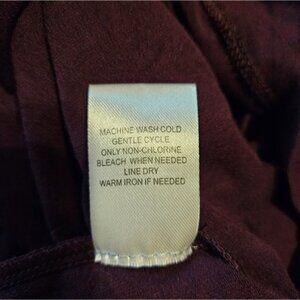 MACHINE WASH COLD
GENTLE CYCLE
ONLY NON-CHLORINE
BLEACH WHEN NEEDED
LINE DRY
WARM IRON IF NEEDED